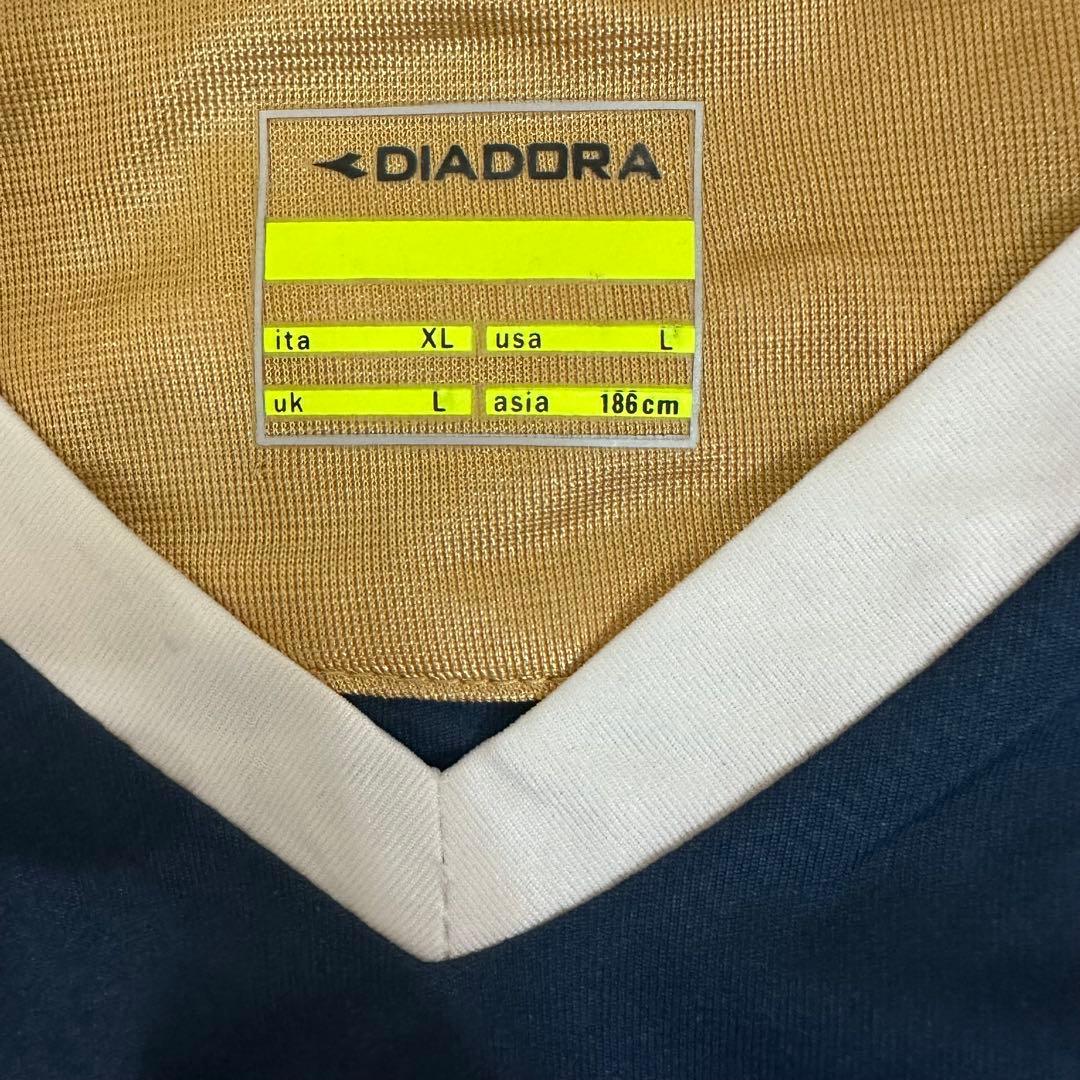 DIADORA
ita XL usa L
uk L asia 186cm